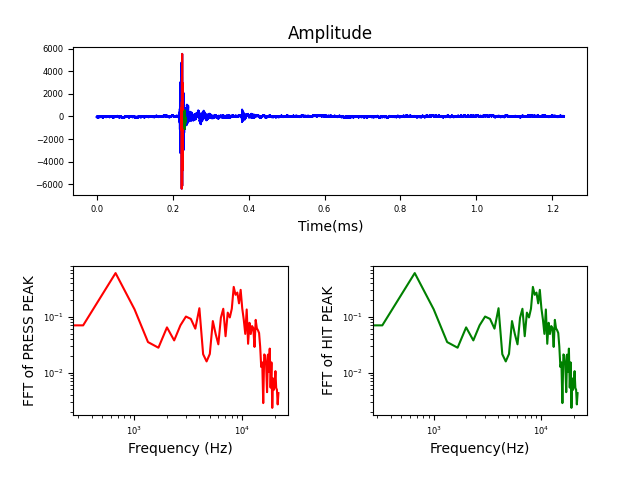 Amplitude
6000
4000
2000
0
−2000
−4000
−6000
0.0 0.2 0.4 0.6 0.8 1.0 1.2
Time(ms)
FFT of PRESS PEAK
10⁻¹
10⁻²
10³ 10⁴
Frequency (Hz)
FFT of HIT PEAK
10⁻¹
10⁻²
10³ 10⁴
Frequency(Hz)